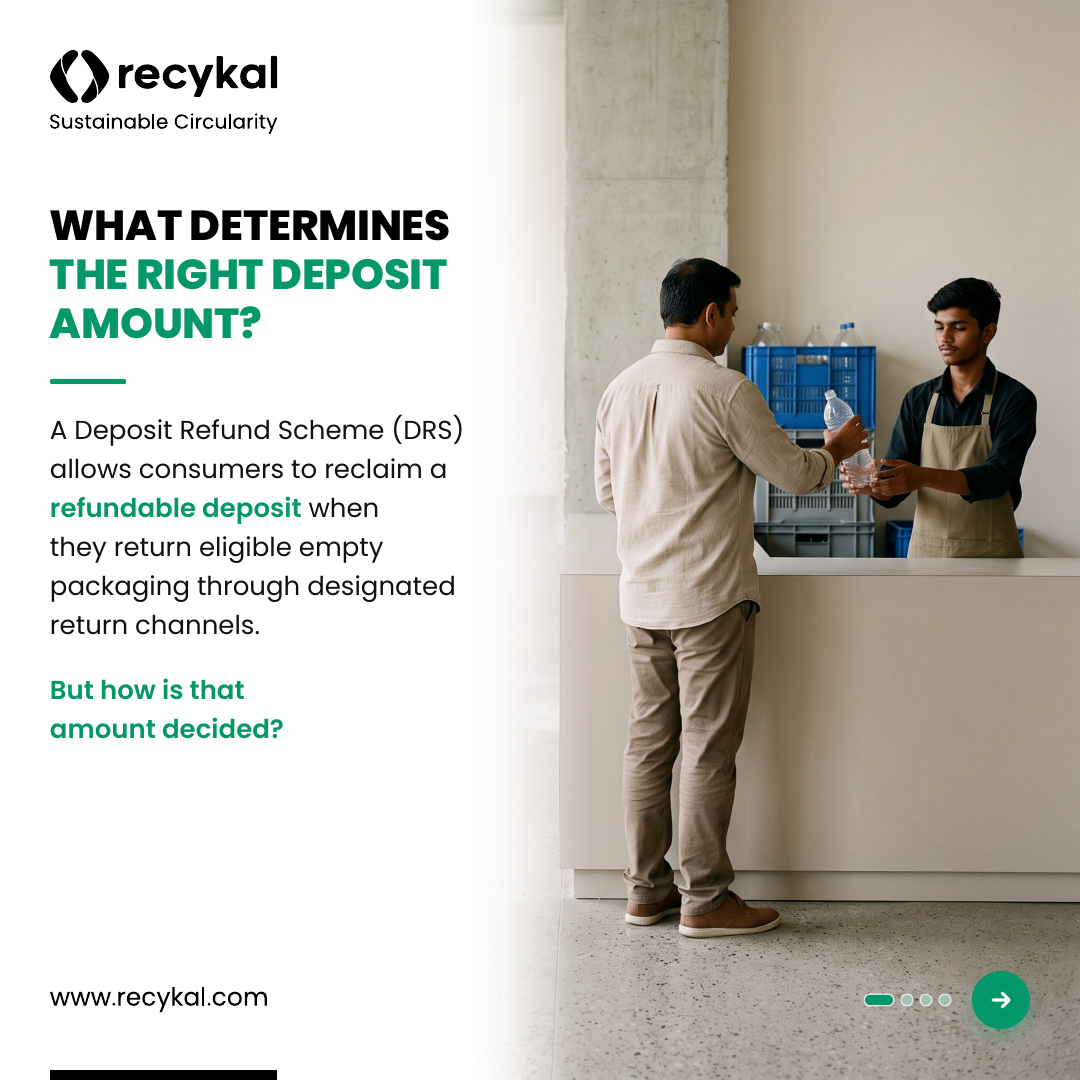 recykal
Sustainable Circularity
WHAT DETERMINES
THE RIGHT DEPOSIT
AMOUNT?
A Deposit Refund Scheme (DRS)
allows consumers to reclaim a
refundable deposit when
they return eligible empty
packaging through designated
return channels.
But how is that
amount decided?
www.recykal.com